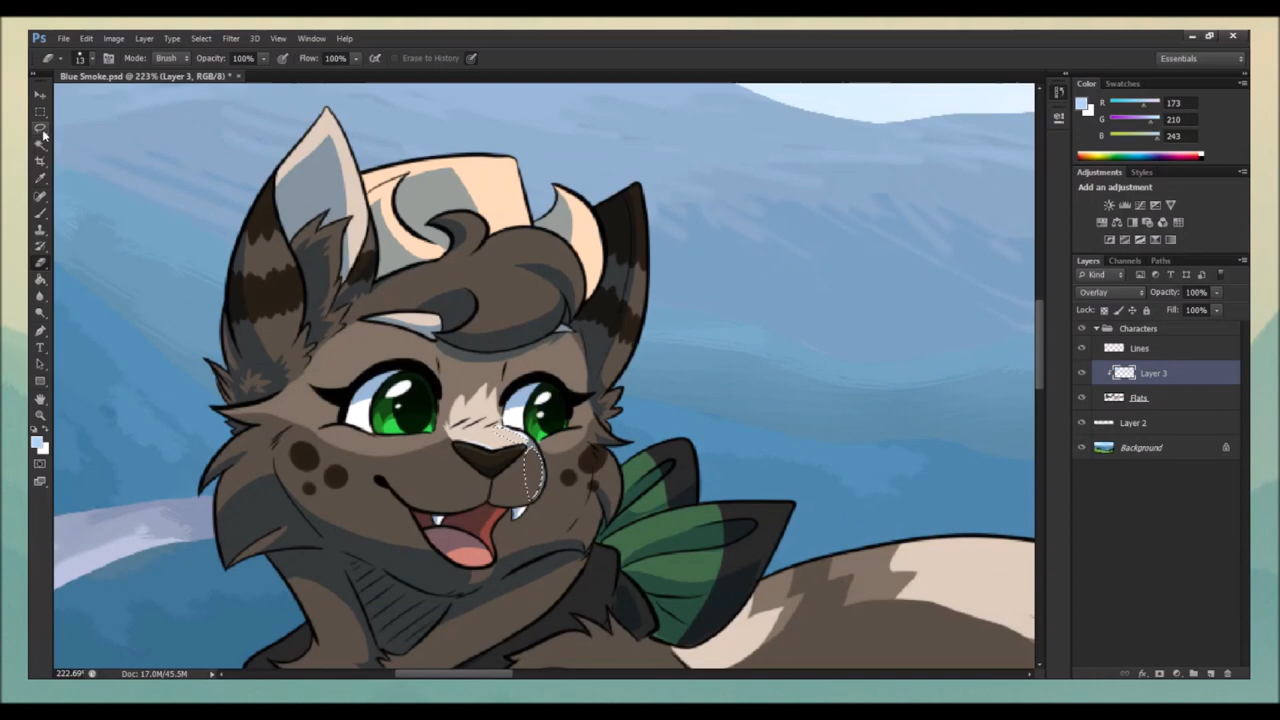 Ps File Edit Image Layer Type Select Filter 3D View Window Help
13 Mode: Brush Opacity: 100% Flow: 100% Erase to History Essentials
Blue Smoke.psd @ 223% (Layer 3, RGB/8) * ×
Color Swatches
R 173
G 210
B 243
Adjustments Styles
Add an adjustment
Layers Channels Paths
Kind
Overlay Opacity: 100%
Lock: Fill: 100%
Characters
Lines
Layer 3
Flats
Layer 2
Background
222.69% Doc: 17.0M/45.5M